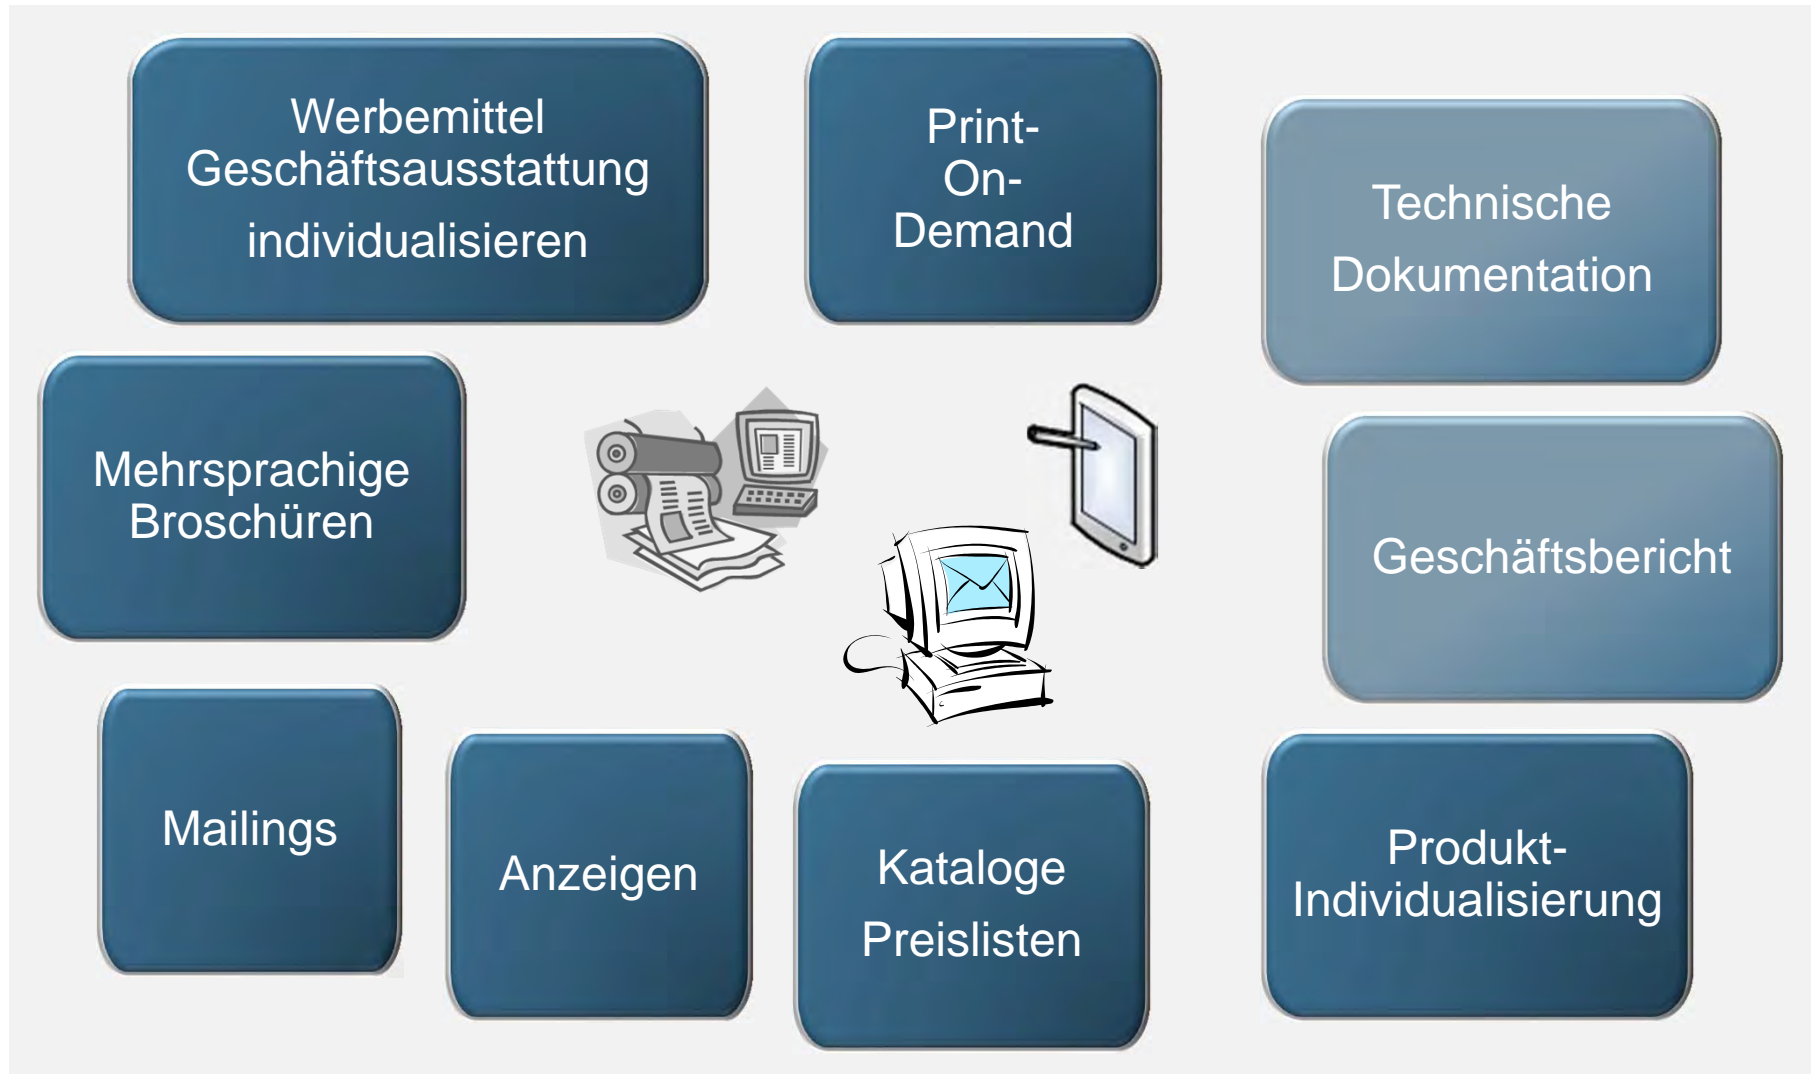 Werbemittel
Geschäftsausstattung
individualisieren
Print-
On-
Demand
Technische
Dokumentation
Mehrsprachige
Broschüren
Geschäftsbericht
Mailings
Anzeigen
Kataloge
Preislisten
Produkt-
Individualisierung